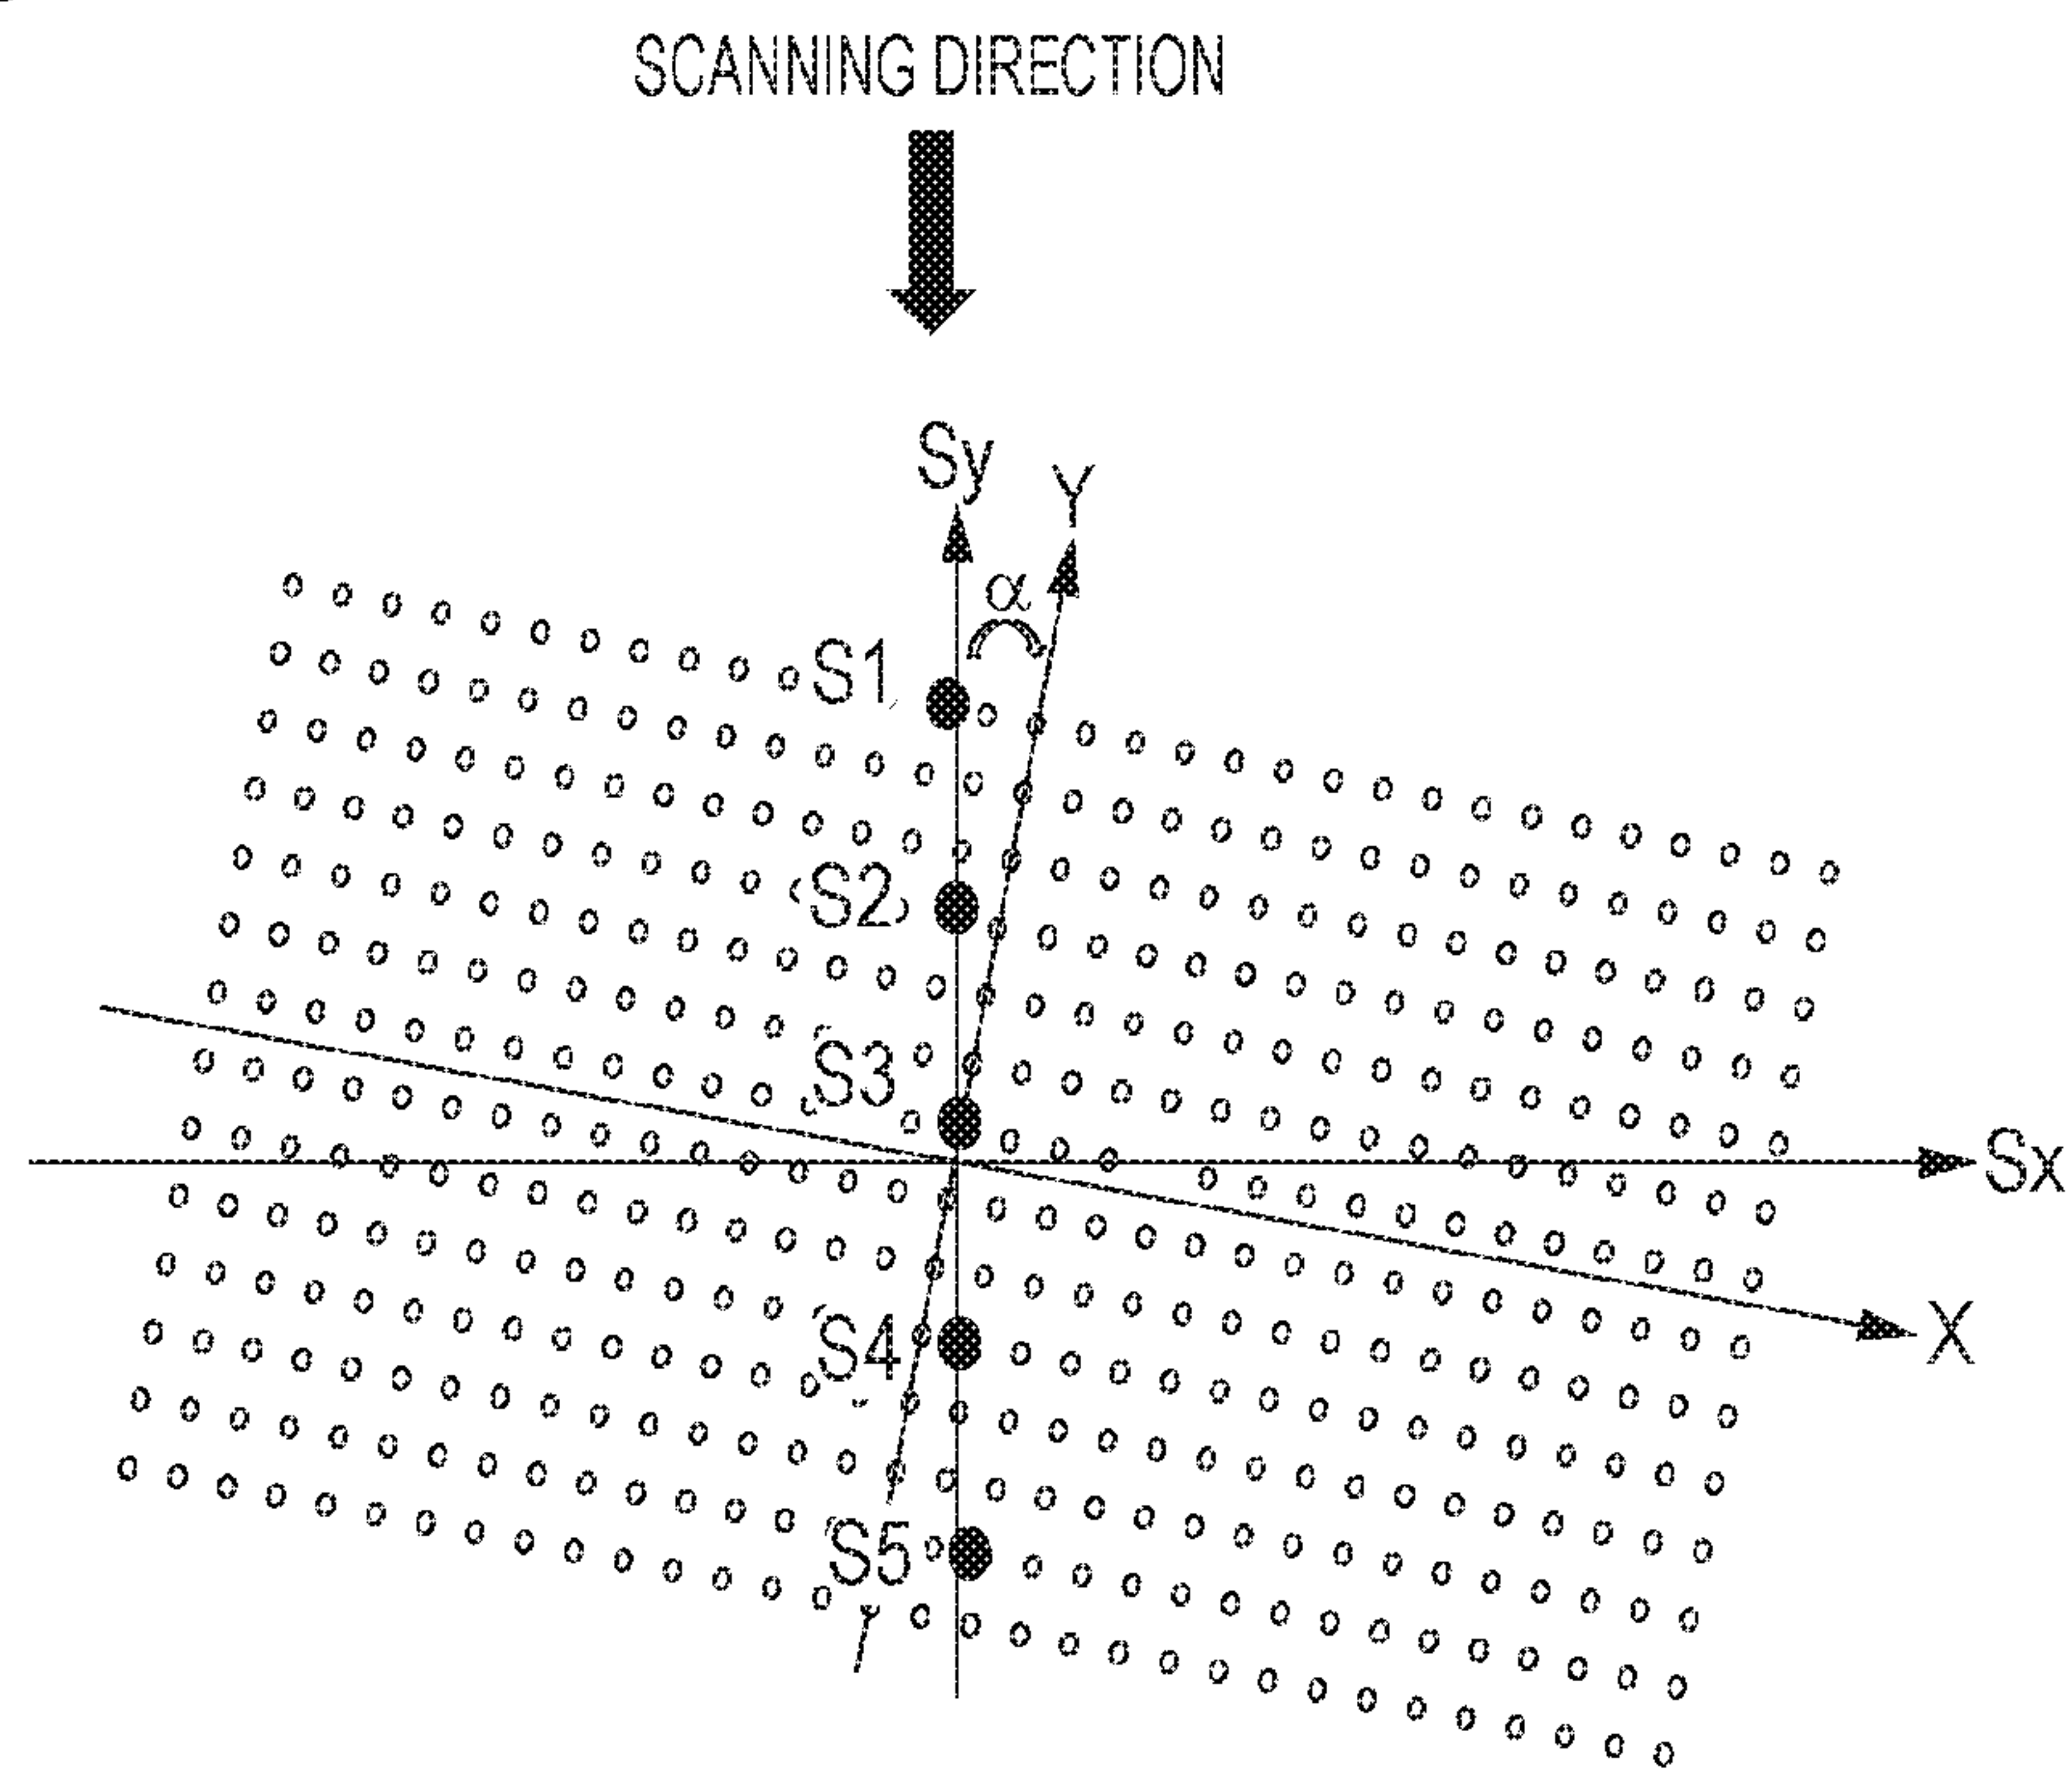 SCANNING DIRECTION
Sy
Y
α
S1
S2
S3
Sx
S4
X
S5